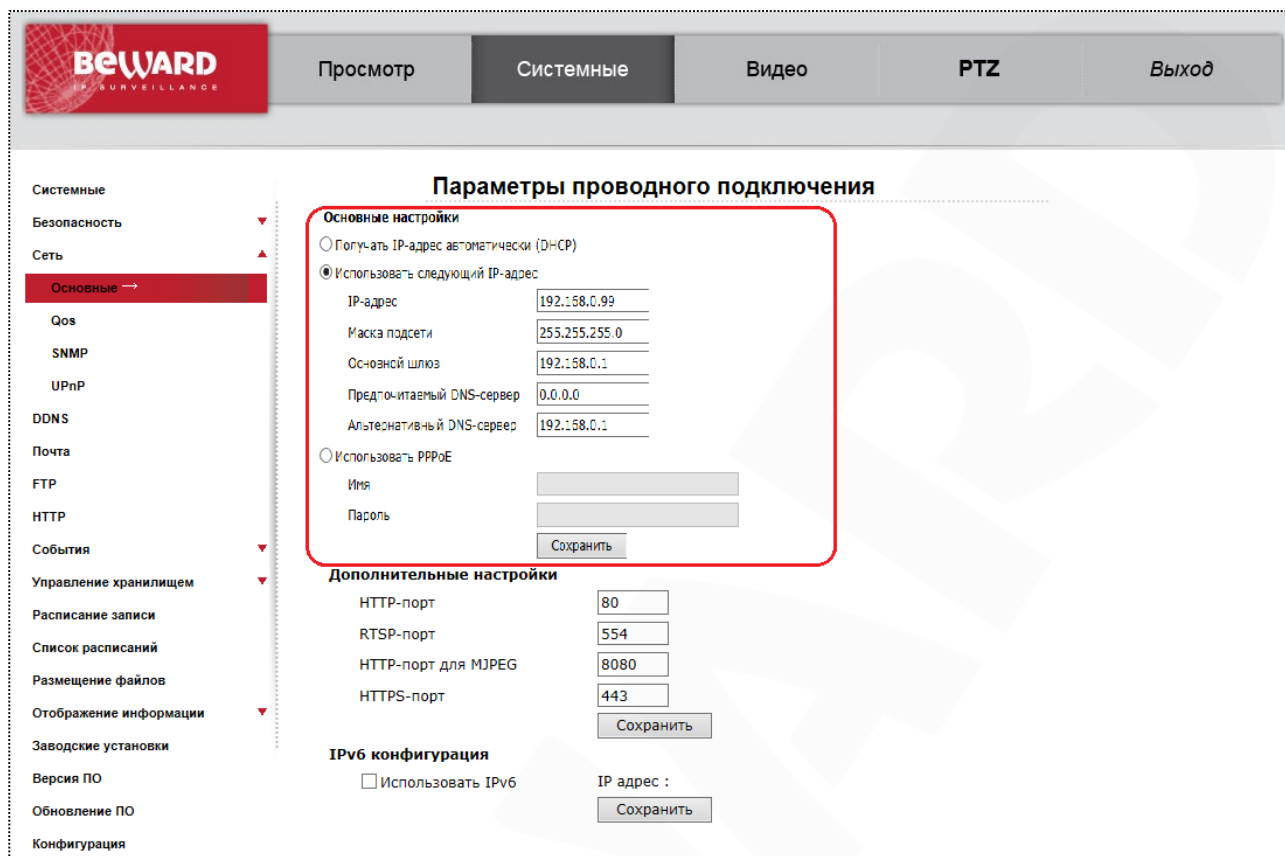 BEWARD
IP SURVEILLANCE
Просмотр
Системные
Видео
PTZ
Выход
Системные
Безопасность
Сеть
Основные →
Qos
SNMP
UPnP
DDNS
Почта
FTP
HTTP
События
Управление хранилищем
Расписание записи
Список расписаний
Размещение файлов
Отображение информации
Заводские установки
Версия ПО
Обновление ПО
Конфигурация
Параметры проводного подключения
Основные настройки
Получать IP-адрес автоматически (DHCP)
Использовать следующий IP-адрес
IP-адрес 192.168.0.99
Маска подсети 255.255.255.0
Основной шлюз 192.168.0.1
Предпочитаемый DNS-сервер 0.0.0.0
Альтернативный DNS-сервер 192.168.0.1
Использовать PPPoE
Имя
Пароль
Сохранить
Дополнительные настройки
HTTP-порт 80
RTSP-порт 554
HTTP-порт для MJPEG 8080
HTTPS-порт 443
Сохранить
IPv6 конфигурация
Использовать IPv6 IP адрес :
Сохранить